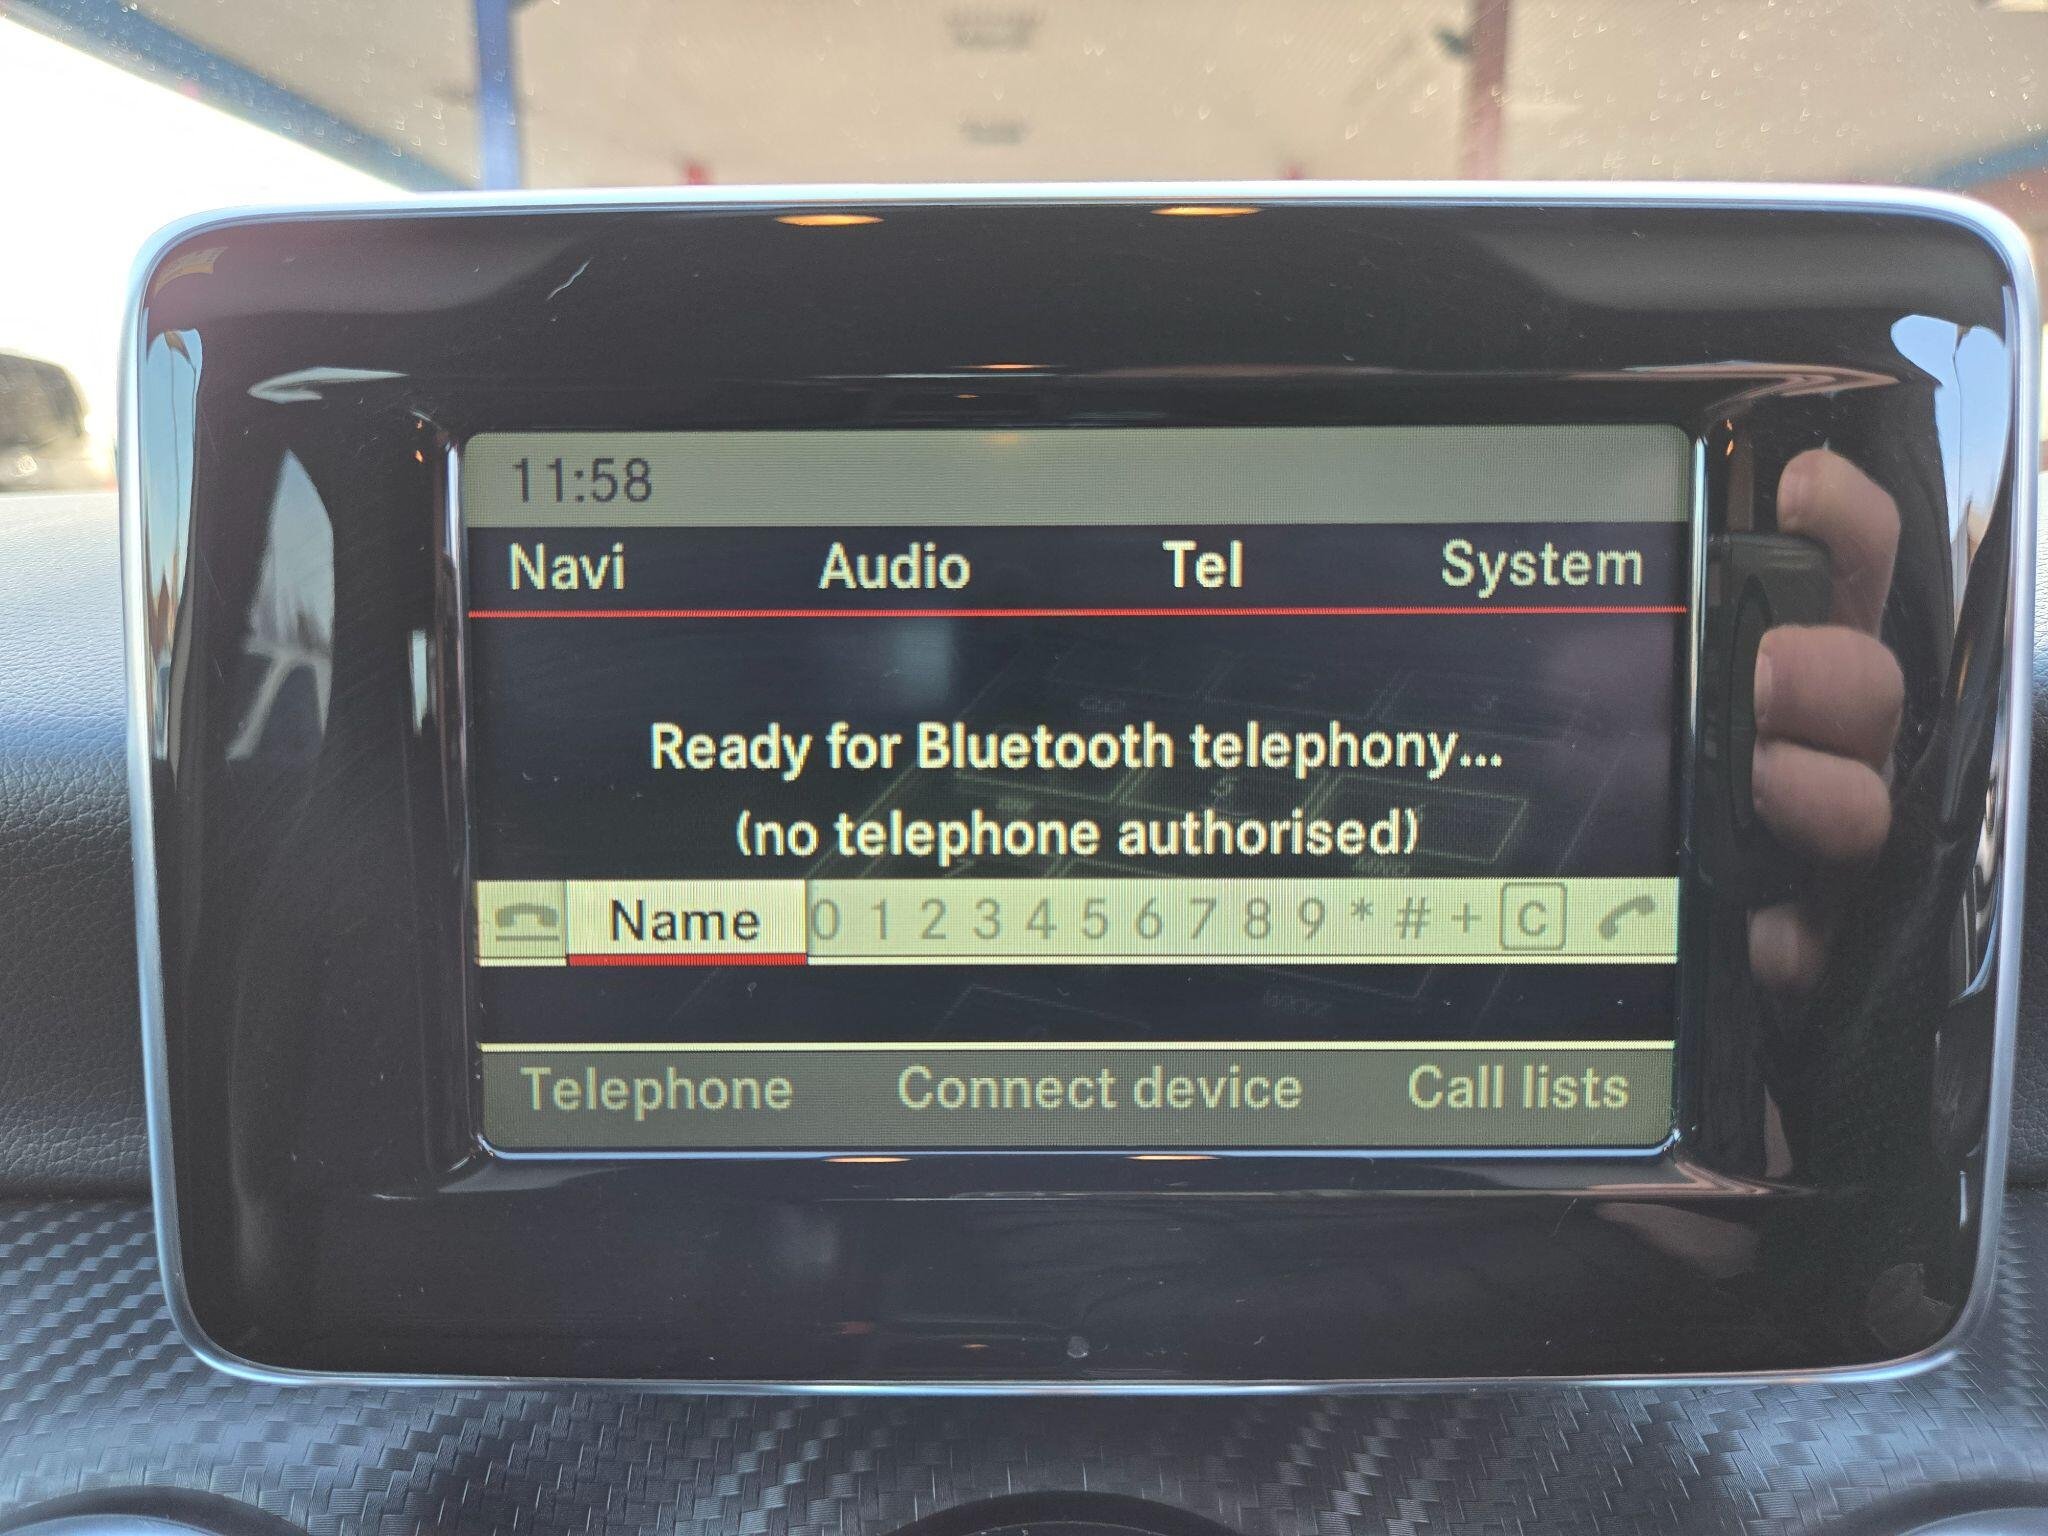 11:58
Navi Audio Tel System
Ready for Bluetooth telephony...
(no telephone authorised)
Name 0 1 2 3 4 5 6 7 8 9 * # + C
Telephone Connect device Call lists